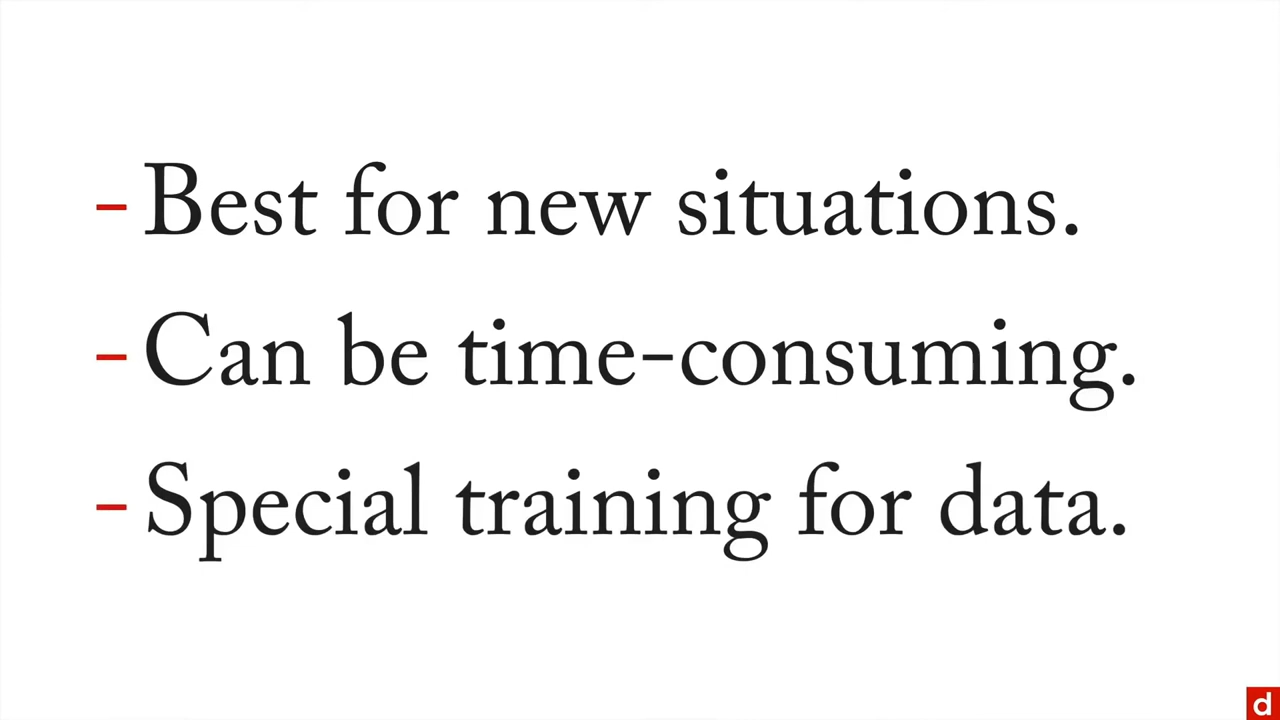 - Best for new situations.
- Can be time-consuming.
- Special training for data.
d